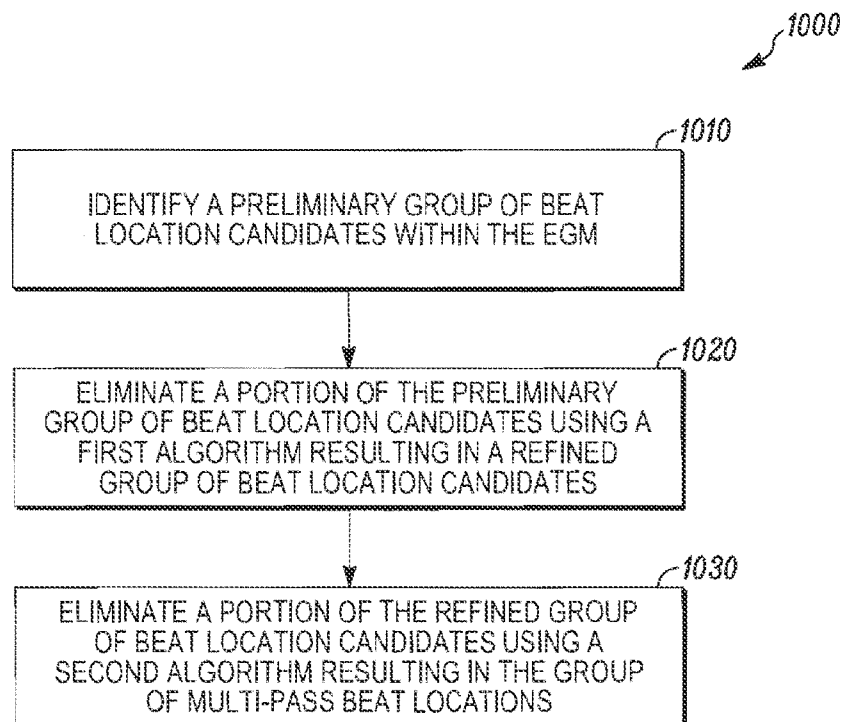 1000
1010
IDENTIFY A PRELIMINARY GROUP OF BEAT
LOCATION CANDIDATES WITHIN THE EGM
1020
ELIMINATE A PORTION OF THE PRELIMINARY
GROUP OF BEAT LOCATION CANDIDATES USING A
FIRST ALGORITHM RESULTING IN A REFINED
GROUP OF BEAT LOCATION CANDIDATES
1030
ELIMINATE A PORTION OF THE REFINED GROUP
OF BEAT LOCATION CANDIDATES USING A
SECOND ALGORITHM RESULTING IN THE GROUP
OF MULTI-PASS BEAT LOCATIONS